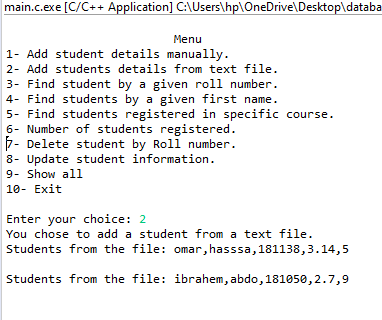 main.c.exe [C/C++ Application] C:\Users\hp\OneDrive\Desktop\databa
Menu
1- Add student details manually.
2- Add students details from text file.
3- Find student by a given roll number.
4- Find students by a given first name.
5- Find students registered in specific course.
6- Number of students registered.
7- Delete student by Roll number.
8- Update student information.
9- Show all
10- Exit
Enter your choice: 2
You chose to add a student from a text file.
Students from the file: omar,hasssa,181138,3.14,5
Students from the file: ibrahem,abdo,181050,2.7,9